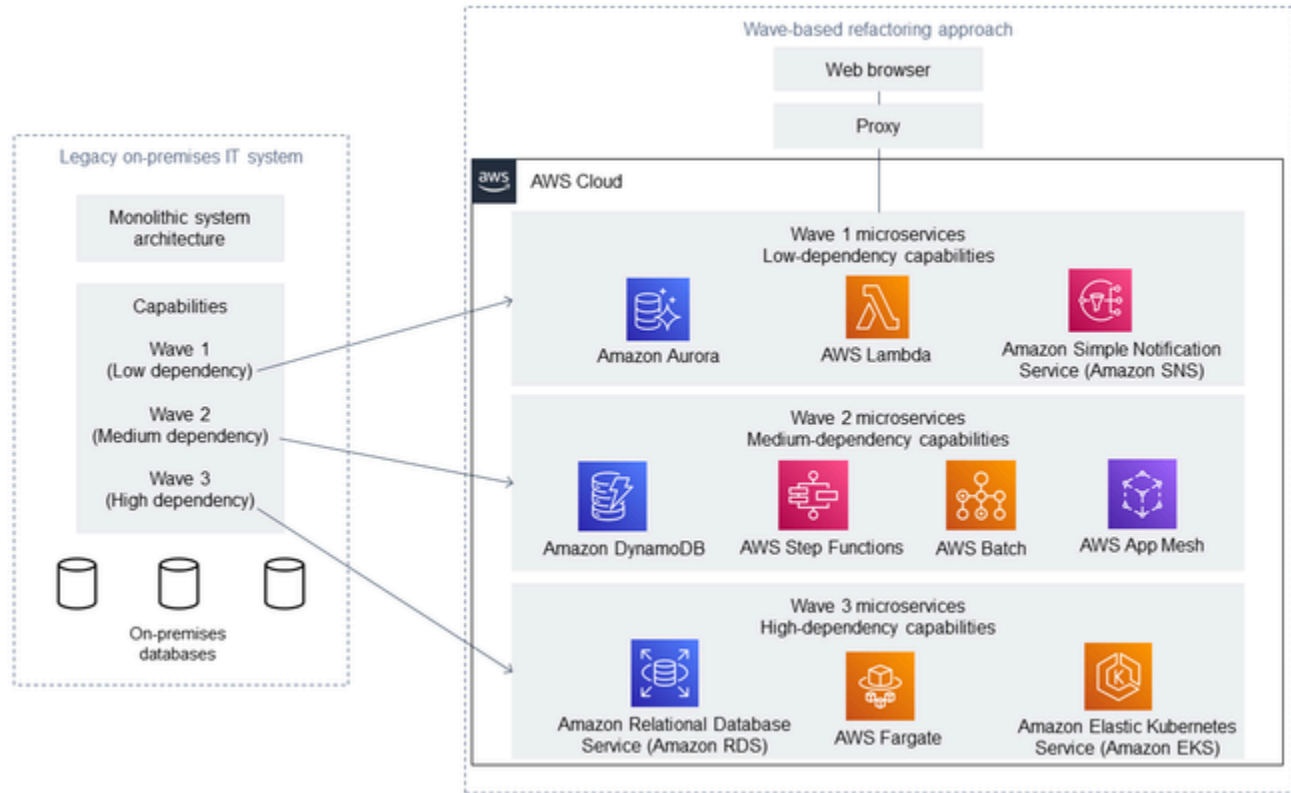 Wave-based refactoring approach
Web browser
Proxy
Legacy on-premises IT system
Monolithic system
architecture
Capabilities
Wave 1
(Low dependency)
Wave 2
(Medium dependency)
Wave 3
(High dependency)
On-premises
databases
aws
AWS Cloud
Wave 1 microservices
Low-dependency capabilities
Amazon Aurora
AWS Lambda
Amazon Simple Notification
Service (Amazon SNS)
Wave 2 microservices
Medium-dependency capabilities
Amazon DynamoDB
AWS Step Functions
AWS Batch
AWS App Mesh
Wave 3 microservices
High-dependency capabilities
Amazon Relational Database
Service (Amazon RDS)
AWS Fargate
K
Amazon Elastic Kubernetes
Service (Amazon EKS)